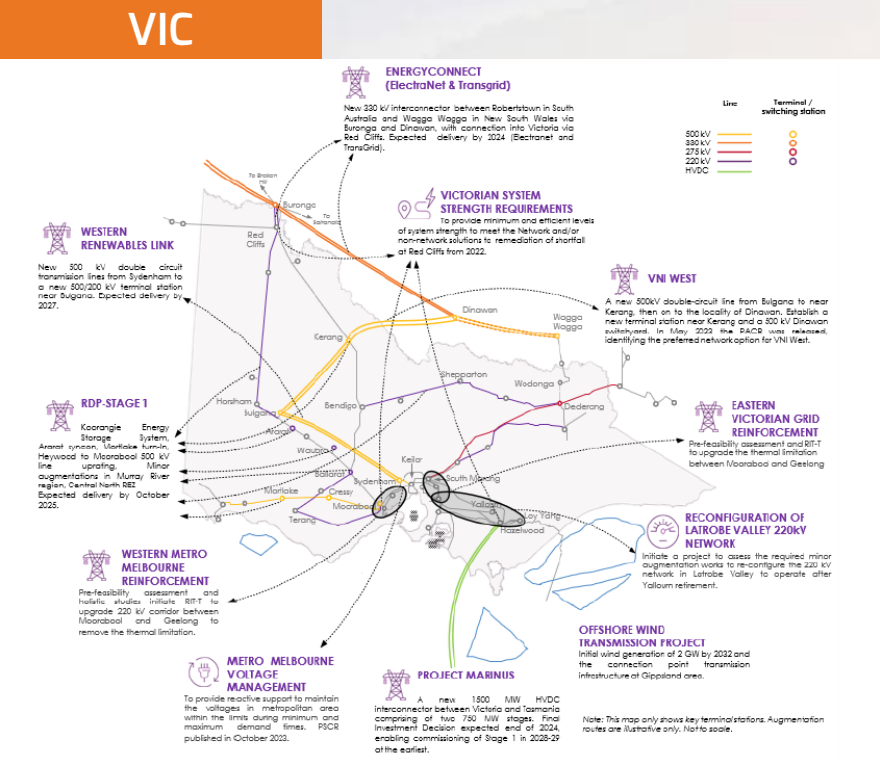 VIC
ENERGYCONNECT
(ElectraNet & Transgrid)
New 330 kV interconnector between Robertstown in South
Australia and Wagga Wagga in New South Wales via
Buronga and Dinawan, with connection into Victoria via
Red Cliffs. Expected delivery by 2024 (Electranet and
TransGrid).
Line
Terminal /
switching station
500 kV
330 kV
275 kV
220 kV
HVDC
VICTORIAN SYSTEM
STRENGTH REQUIREMENTS
To provide minimum and efficient levels
of system strength to meet the Network and/or
non-network solutions to remediation of shortfall
at Red Cliffs from 2022.
WESTERN
RENEWABLES LINK
New 500 kV double circuit
transmission lines from Sydenham to
a new 500/200 kV terminal station
near Bulgana. Expected delivery by
2027.
VNI WEST
A new 500kV double-circuit line from Bulgana to near
Kerang, then on to the locality of Dinawan. Establish a
new terminal station near Kerang and a 500 kV Dinawan
switchyard. In May 2023 the PACR was released,
identifying the preferred network option for VNI West.
To Broken
Hill
Buronga
To
Red
Cliffs
Dinawan
Wagga
Wagga
Kerang
Shepparton
Wodonga
Horsham
Bulgana
Bendigo
Dederang
Ararat
Waubra
Ballarat
Keilor
Sydenham
South Morang
Mortlake
Cressy
Moorabool
Terang
Yallourn
Loy Yang
Hazelwood
RDP-STAGE 1
Koorangie Energy
Storage System,
Ararat syncon, Mortlake turn-in,
Heywood to Moorabool 500 kV
line uprating. Minor
augmentations in Murray River
region, Central North REZ
Expected delivery by October
2025.
EASTERN
VICTORIAN GRID
REINFORCEMENT
Pre-feasibility assessment and RIT-T
to upgrade the thermal limitation
between Moorabool and Geelong
RECONFIGURATION OF
LATROBE VALLEY 220kV
NETWORK
Initiate a project to assess the required minor
augmentation works to re-configure the 220 kV
network in Latrobe Valley to operate after
Yallourn retirement.
WESTERN METRO
MELBOURNE
REINFORCEMENT
Pre-feasibility assessment and
holistic studies initiate RIT-T to
upgrade 220 kV corridor between
Moorabool and Geelong to
remove the thermal limitation.
OFFSHORE WIND
TRANSMISSION PROJECT
Initial wind generation of 2 GW by 2032 and
the connection point transmission
infrastructure at Gippsland area.
METRO MELBOURNE
VOLTAGE
MANAGEMENT
To provide reactive support to maintain
the voltages in metropolitan area
within the limits during minimum and
maximum demand times. PSCR
published in October 2023.
PROJECT MARINUS
A new 1500 MW HVDC
interconnector between Victoria and Tasmania
comprising of two 750 MW stages. Final
Investment Decision expected end of 2024,
enabling commissioning of Stage 1 in 2028-29
at the earliest.
Note: This map only shows key terminal stations. Augmentation
routes are illustrative only. Not to scale.